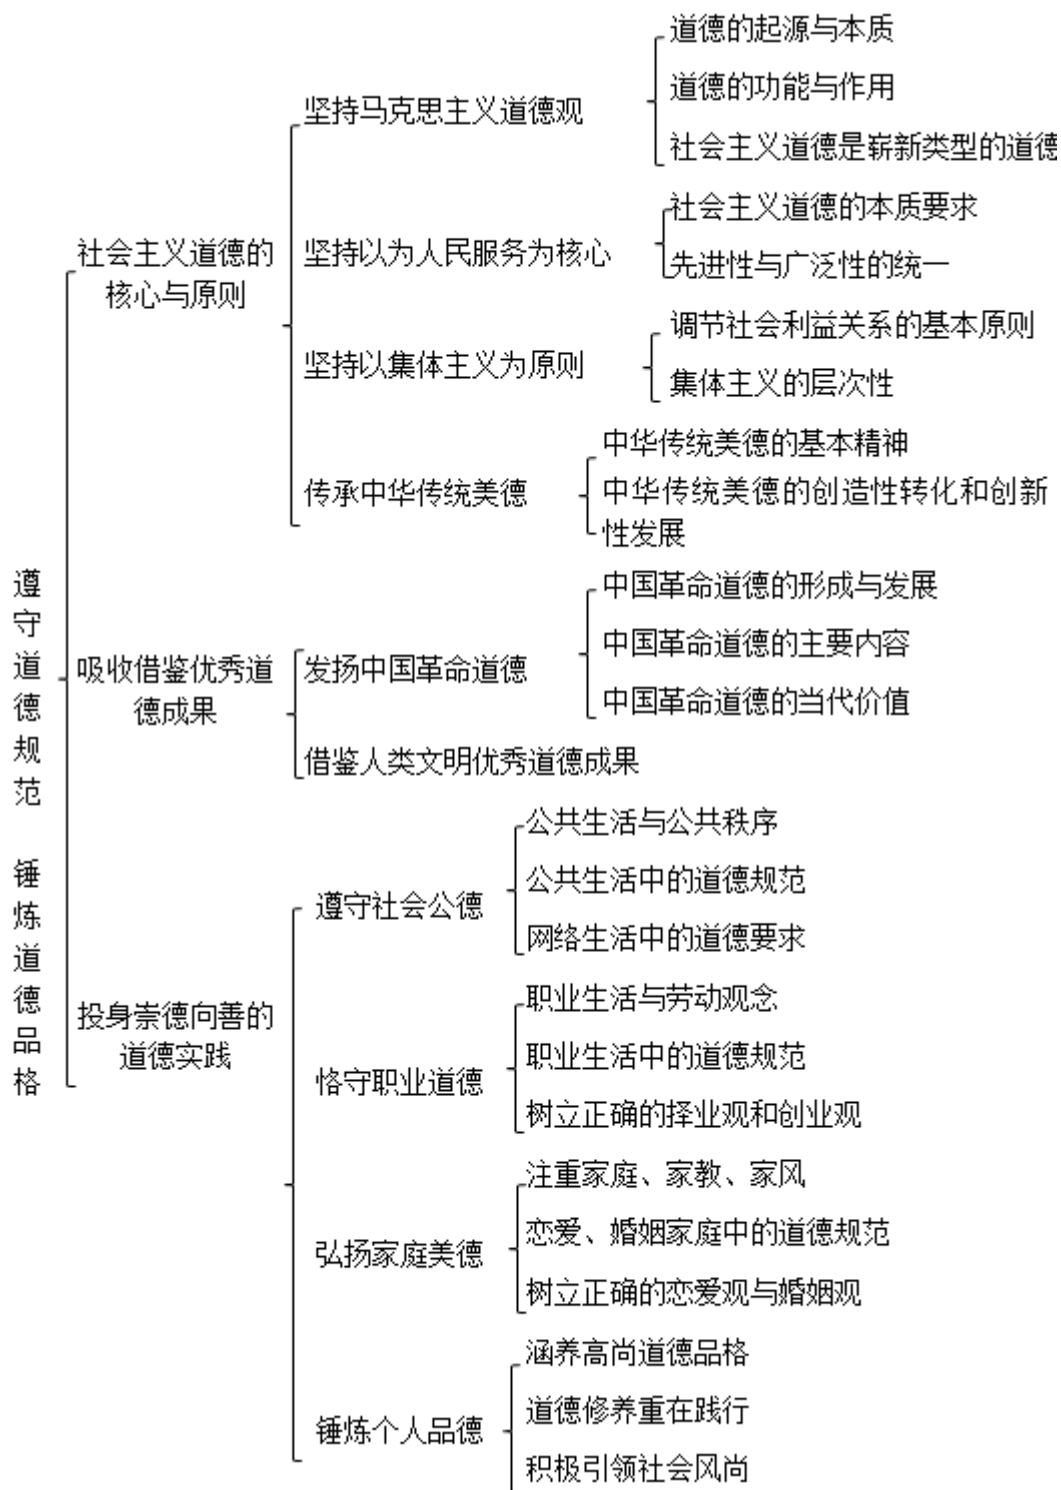 遵守道德规范 锤炼道德品格
社会主义道德的
核心与原则
坚持马克思主义道德观
道德的起源与本质
道德的功能与作用
社会主义道德是崭新类型的道德
坚持以为人民服务为核心
社会主义道德的本质要求
先进性与广泛性的统一
坚持以集体主义为原则
调节社会利益关系的基本原则
集体主义的层次性
传承中华传统美德
中华传统美德的基本精神
中华传统美德的创造性转化和创新
性发展
吸收借鉴优秀道
德成果
发扬中国革命道德
中国革命道德的形成与发展
中国革命道德的主要内容
中国革命道德的当代价值
借鉴人类文明优秀道德成果
投身崇德向善的
道德实践
遵守社会公德
公共生活与公共秩序
公共生活中的道德规范
网络生活中的道德要求
恪守职业道德
职业生活与劳动观念
职业生活中的道德规范
树立正确的择业观和创业观
弘扬家庭美德
注重家庭、家教、家风
恋爱、婚姻家庭中的道德规范
树立正确的恋爱观与婚姻观
锤炼个人品德
涵养高尚道德品格
道德修养重在践行
积极引领社会风尚